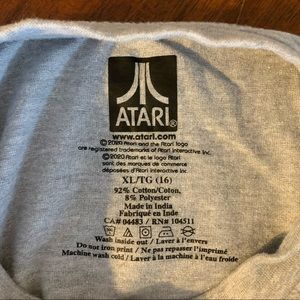 ATARI®
www.atari.com
©2020 Atari and the Atari logo
are registered trademarks of Atari Interactive Inc.
©2020 Atari et le logo Atari
sont des marques de commerce
déposées d'Atari Interactive Inc.
XL/TG (16)
92% Cotton/Coton,
8% Polyester
Made in India
Fabriqué en Inde
CA# 04483 / RN# 104511
Wash inside out / Laver à l'envers
Do not iron print / Ne pas repasser l'imprimé
Machine wash cold / Laver à la machine à l'eau froide